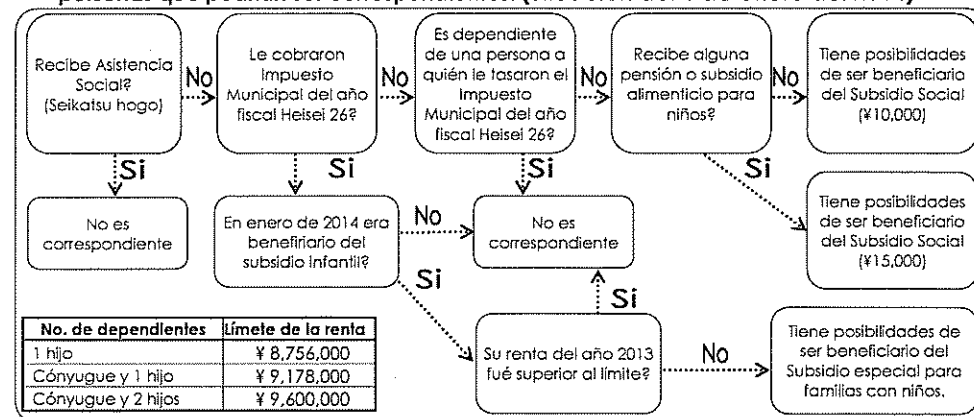 Recibe Asistencia
Social?
(Seikatsu hogo)
No
Le cobraron
Impuesto
Municipal del año
fiscal Heisei 26?
No
Es dependiente
de una persona a
quién le tasaron el
Impuesto
Municipal del año
fiscal Heisei 26?
No
Recibe alguna
pensión o subsidio
alimenticio para
niños?
No
Tiene posibilidades
de ser beneficiario
del Subsidio Social
(¥10,000)
Si
Si
Si
Si
No es
correspondiente
En enero de 2014 era
benefiriario del
subsidio Infantil?
No
No es
correspondiente
Tiene posibilidades
de ser beneficiario
del Subsidio Social
(¥15,000)
Si
Si
Su renta del año 2013
fué superior al límite?
No
Tiene posibilidades de
ser beneficiario del
Subsidio especial para
familias con niños.
No. de dependientes Límete de la renta
1 hijo ¥ 8,756,000
Cónyugue y 1 hijo ¥ 9,178,000
Cónyugue y 2 hijos ¥ 9,600,000